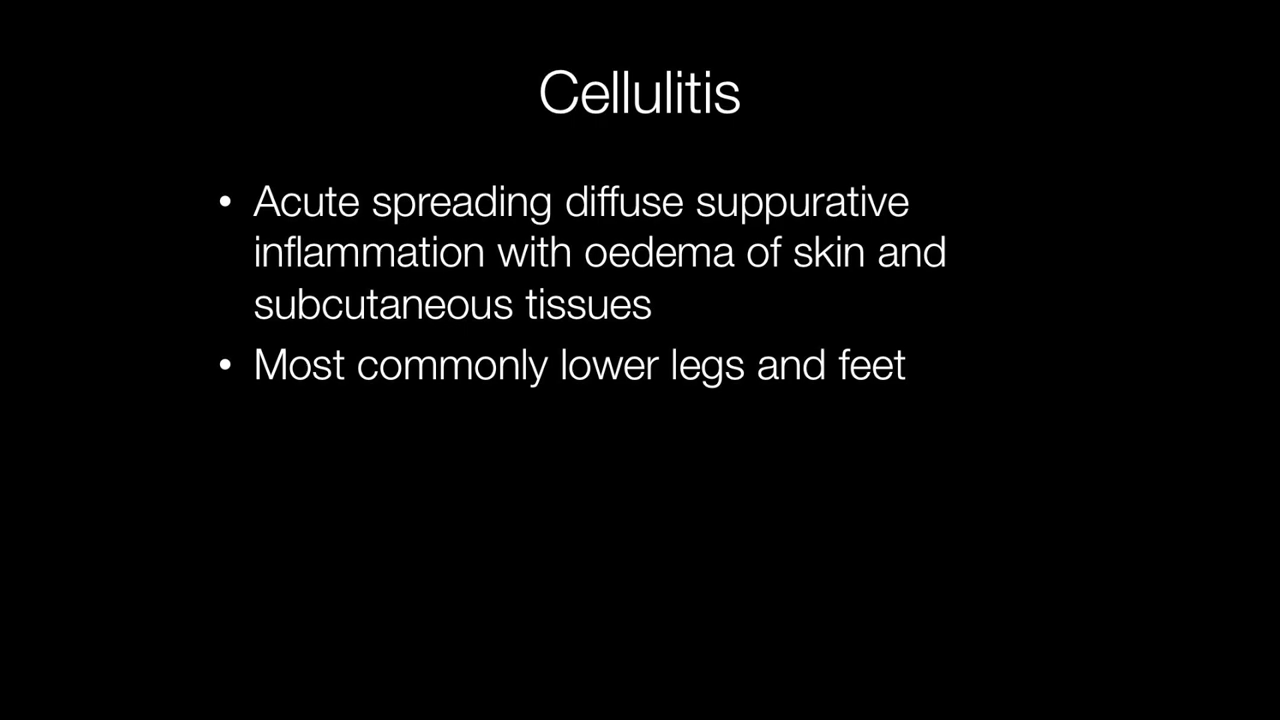 Cellulitis
• Acute spreading diffuse suppurative
inflammation with oedema of skin and
subcutaneous tissues
• Most commonly lower legs and feet